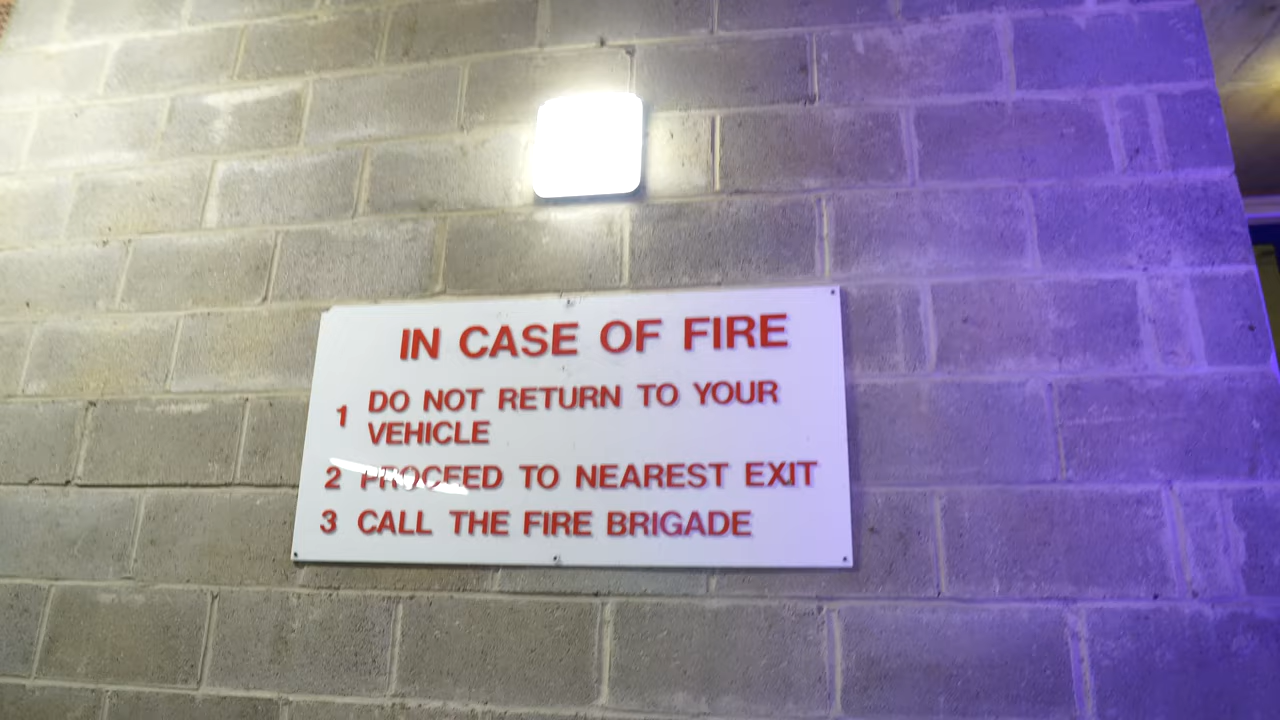 IN CASE OF FIRE
1 DO NOT RETURN TO YOUR
VEHICLE
2 PROCEED TO NEAREST EXIT
3 CALL THE FIRE BRIGADE